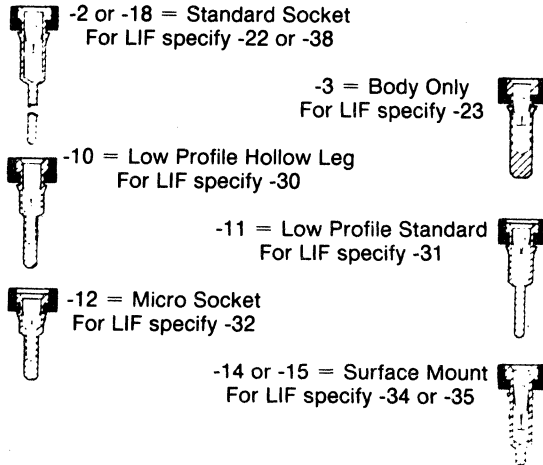 -2 or -18 = Standard Socket
For LIF specify -22 or -38
-3 = Body Only
For LIF specify -23
-10 = Low Profile Hollow Leg
For LIF specify -30
-11 = Low Profile Standard
For LIF specify -31
-12 = Micro Socket
For LIF specify -32
-14 or -15 = Surface Mount
For LIF specify -34 or -35